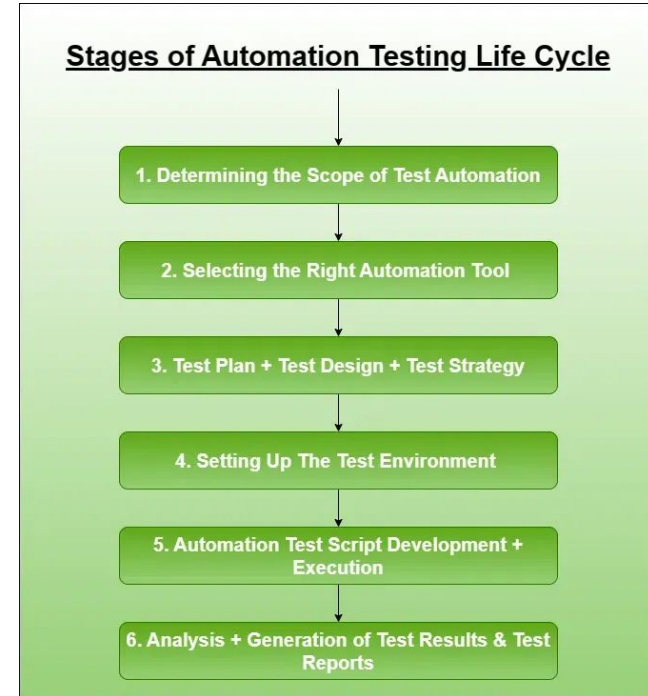 Stages of Automation Testing Life Cycle
1. Determining the Scope of Test Automation
2. Selecting the Right Automation Tool
3. Test Plan + Test Design + Test Strategy
4. Setting Up The Test Environment
5. Automation Test Script Development +
Execution
6. Analysis + Generation of Test Results & Test
Reports